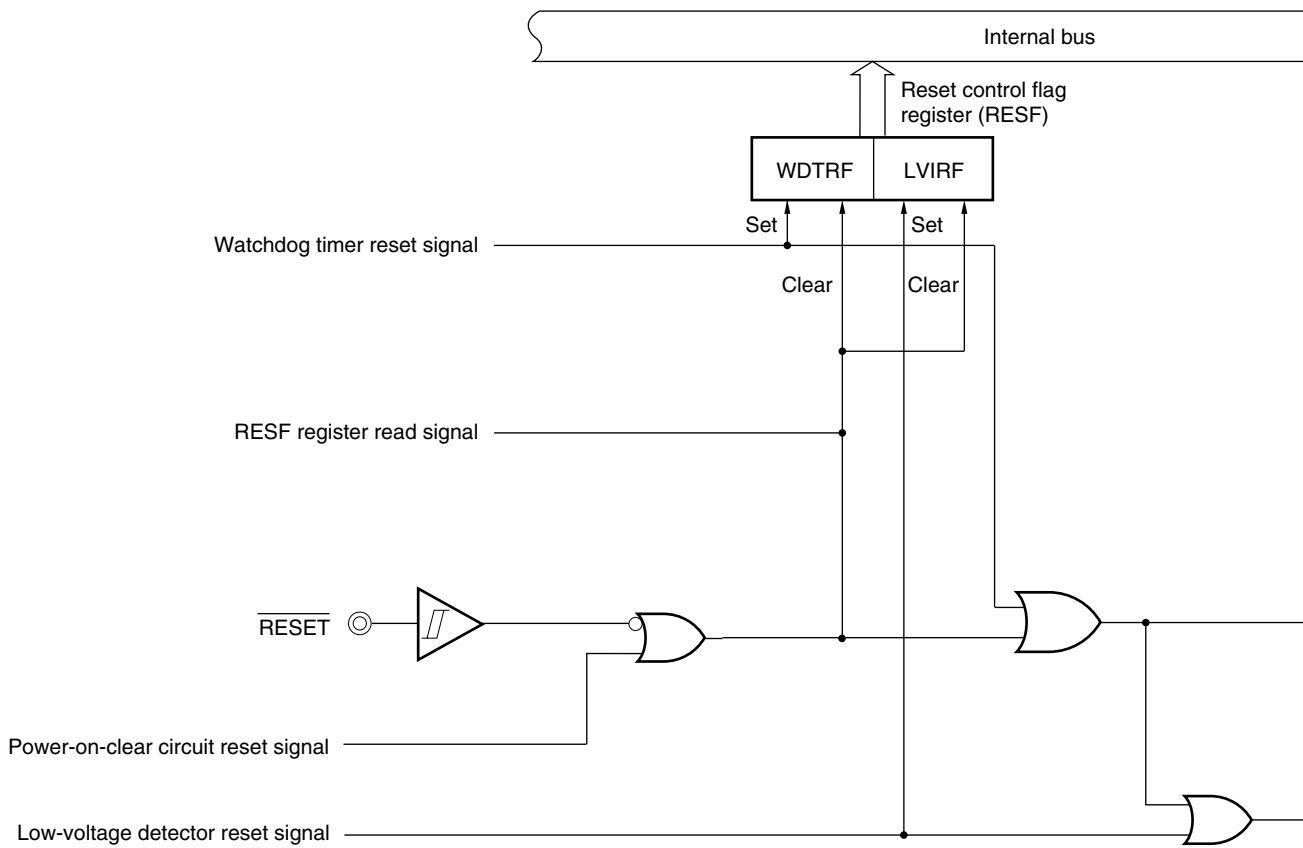 Internal bus
Reset control flag
register (RESF)
WDTRF
LVIRF
Set
Set
Watchdog timer reset signal
Clear
Clear
RESF register read signal
RESET
Power-on-clear circuit reset signal
Low-voltage detector reset signal